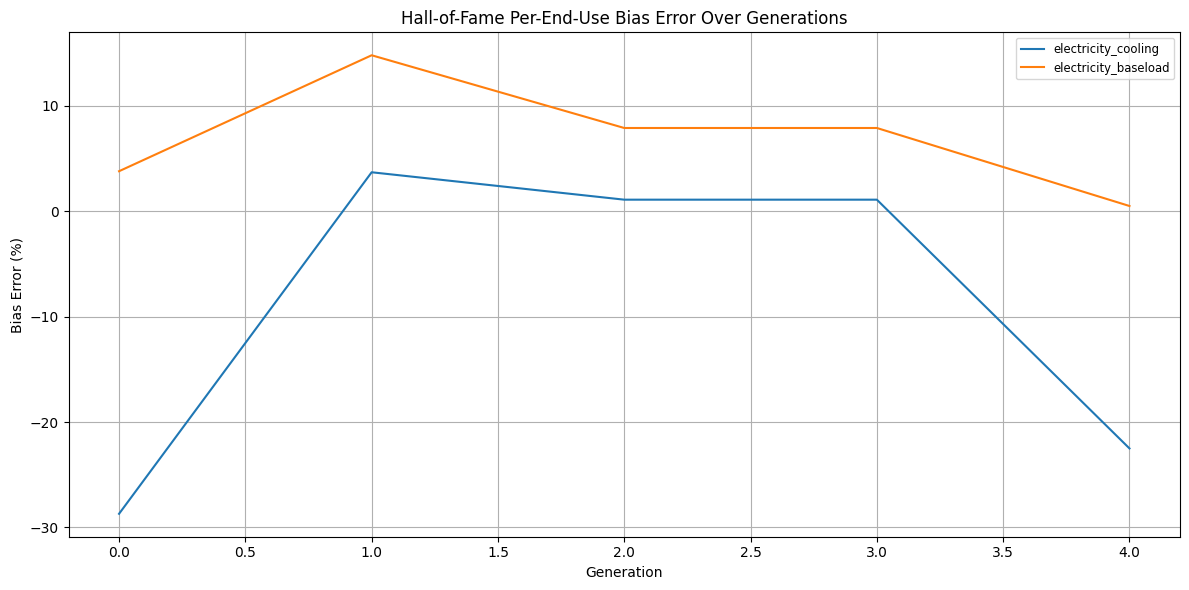 Hall-of-Fame Per-End-Use Bias Error Over Generations
electricity_cooling
electricity_baseload
Bias Error (%)
10
0
−10
−20
−30
0.0 0.5 1.0 1.5 2.0 2.5 3.0 3.5 4.0
Generation